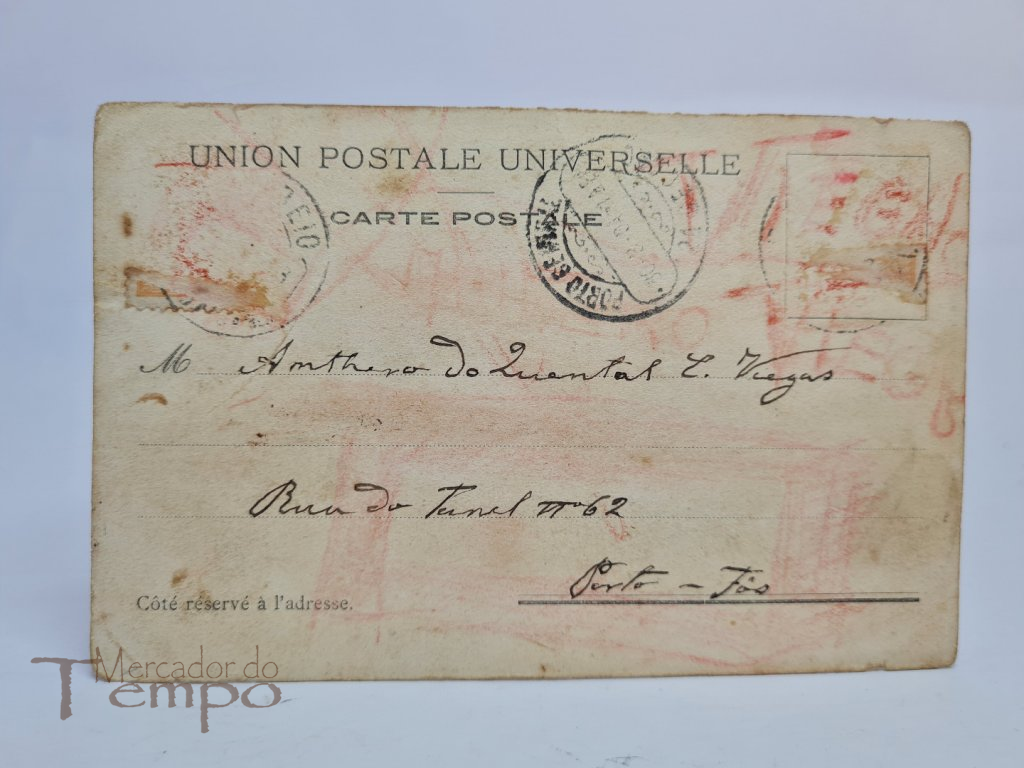 UNION POSTALE UNIVERSELLE
CARTE POSTALE
PORTO
M Anthero do Quental C. Viegas
Rua do Tunel nº 62
Porto - Fós
Côté réservé à l'adresse.
Mercador do
Tempo